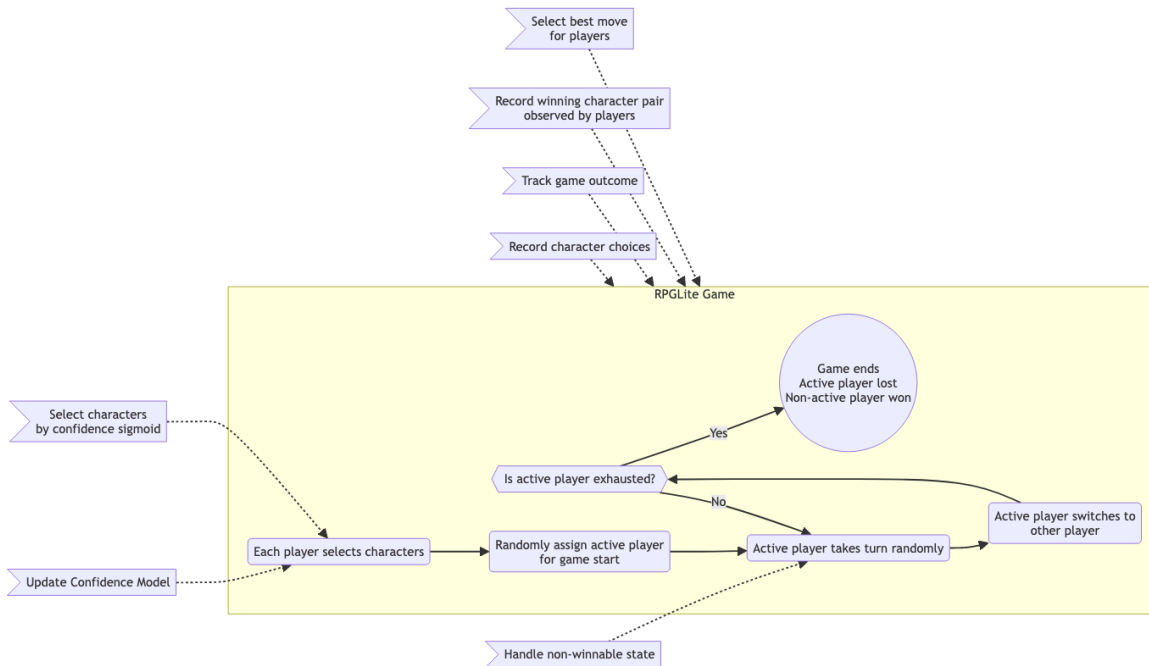 Select best move
for players
Record winning character pair
observed by players
Track game outcome
Record character choices
RPGLite Game
Game ends
Active player lost
Non-active player won
Select characters
by confidence sigmoid
Yes
Is active player exhausted?
No
Active player switches to
other player
Each player selects characters
Randomly assign active player
for game start
Active player takes turn randomly
Update Confidence Model
Handle non-winnable state